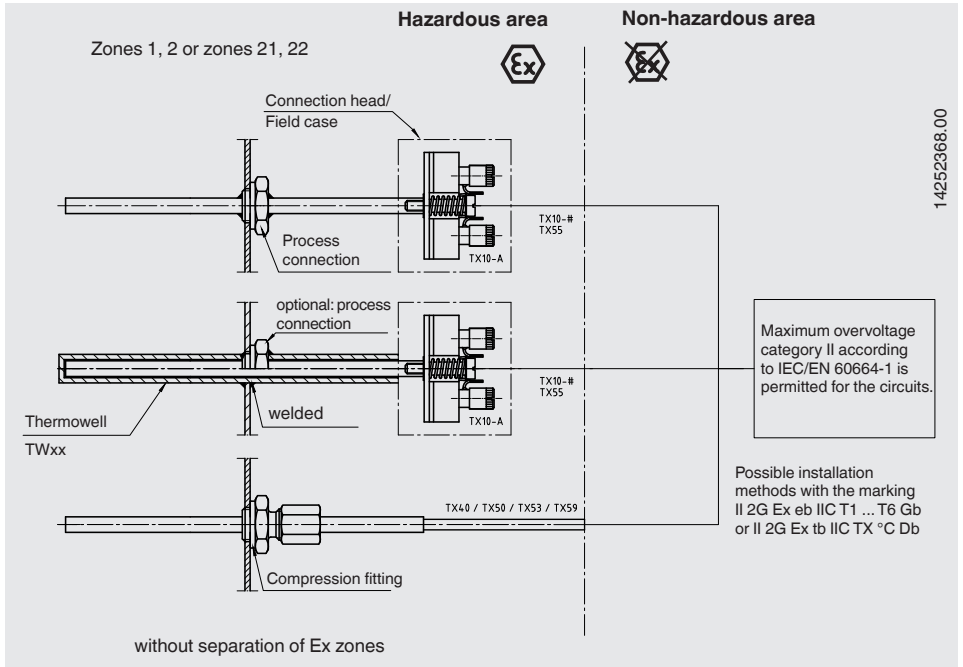 Hazardous area
Non-hazardous area
Zones 1, 2 or zones 21, 22
Ex
Ex
14252368.00
Connection head/
Field case
TX10-#
TX55
TX10-A
Process
connection
optional: process
connection
TX10-#
TX55
TX10-A
Maximum overvoltage
category II according
to IEC/EN 60664-1 is
permitted for the circuits.
welded
Thermowell
TWxx
Possible installation
methods with the marking
II 2G Ex eb IIC T1 ... T6 Gb
or II 2G Ex tb IIC TX °C Db
TX40 / TX50 / TX53 / TX59
Compression fitting
without separation of Ex zones